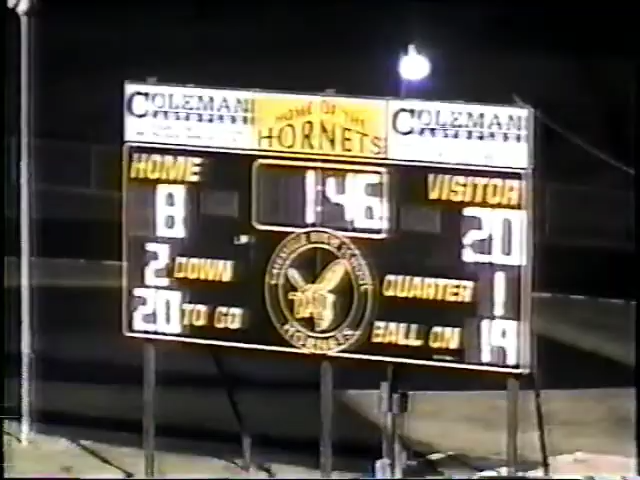 COLEMAN
HOME OF THE
HORNETS
COLEMAN
HOME
8
1:46
VISITOR
20
2 DOWN
QUARTER 1
20 TO GO
BALL ON 19
HORNETS